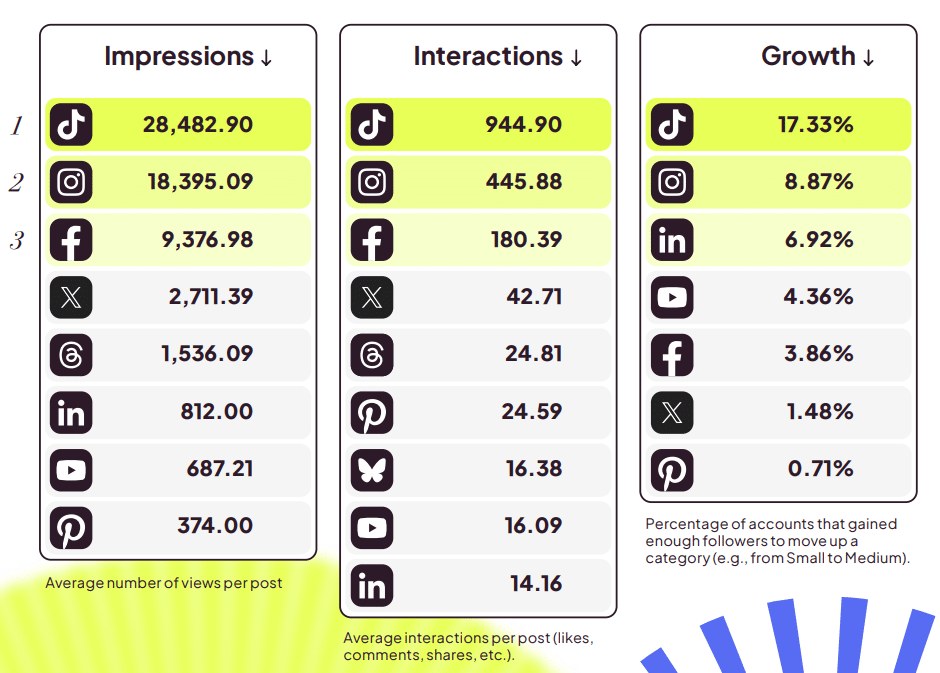 Impressions ↓
1 28,482.90
2 18,395.09
3 9,376.98
2,711.39
1,536.09
in 812.00
687.21
374.00
Average number of views per post
Interactions ↓
944.90
445.88
180.39
42.71
24.81
24.59
16.38
16.09
in 14.16
Average interactions per post (likes,
comments, shares, etc.).
Growth ↓
17.33%
8.87%
in 6.92%
4.36%
3.86%
1.48%
0.71%
Percentage of accounts that gained
enough followers to move up a
category (e.g., from Small to Medium).